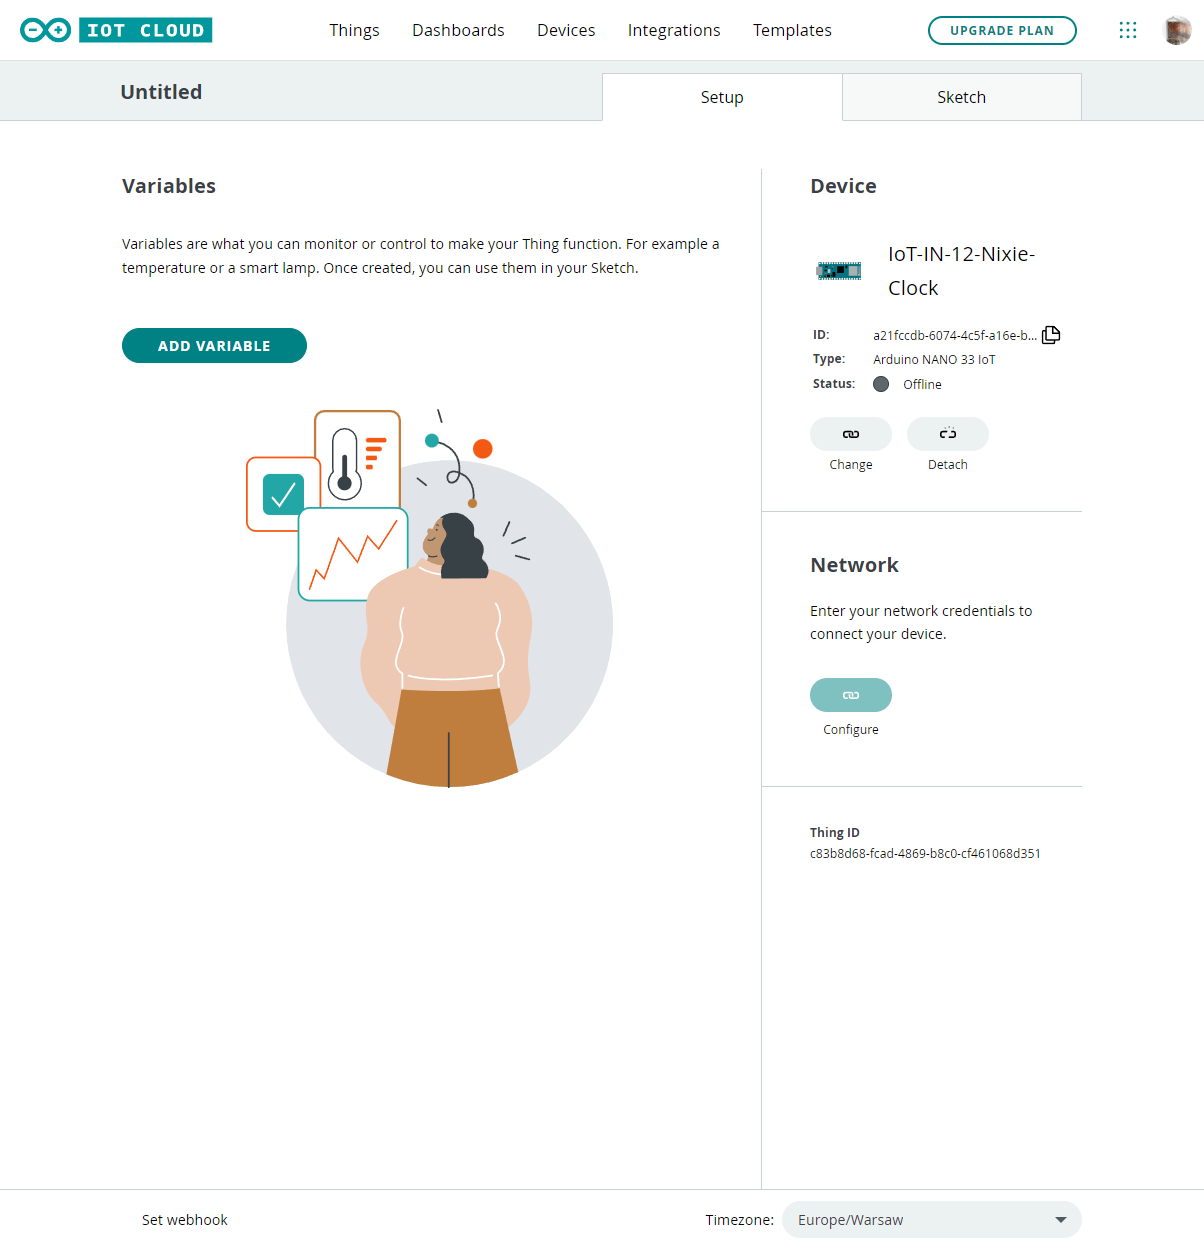 IOT CLOUD
Things
Dashboards
Devices
Integrations
Templates
UPGRADE PLAN
Untitled
Setup
Sketch
Variables
Variables are what you can monitor or control to make your Thing function. For example a
temperature or a smart lamp. Once created, you can use them in your Sketch.
ADD VARIABLE
Device
IoT-IN-12-Nixie-
Clock
ID: a21fccdb-6074-4c5f-a16e-b...
Type: Arduino NANO 33 IoT
Status: Offline
Change
Detach
Network
Enter your network credentials to
connect your device.
Configure
Thing ID
c83b8d68-fcad-4869-b8c0-cf461068d351
Set webhook
Timezone: Europe/Warsaw